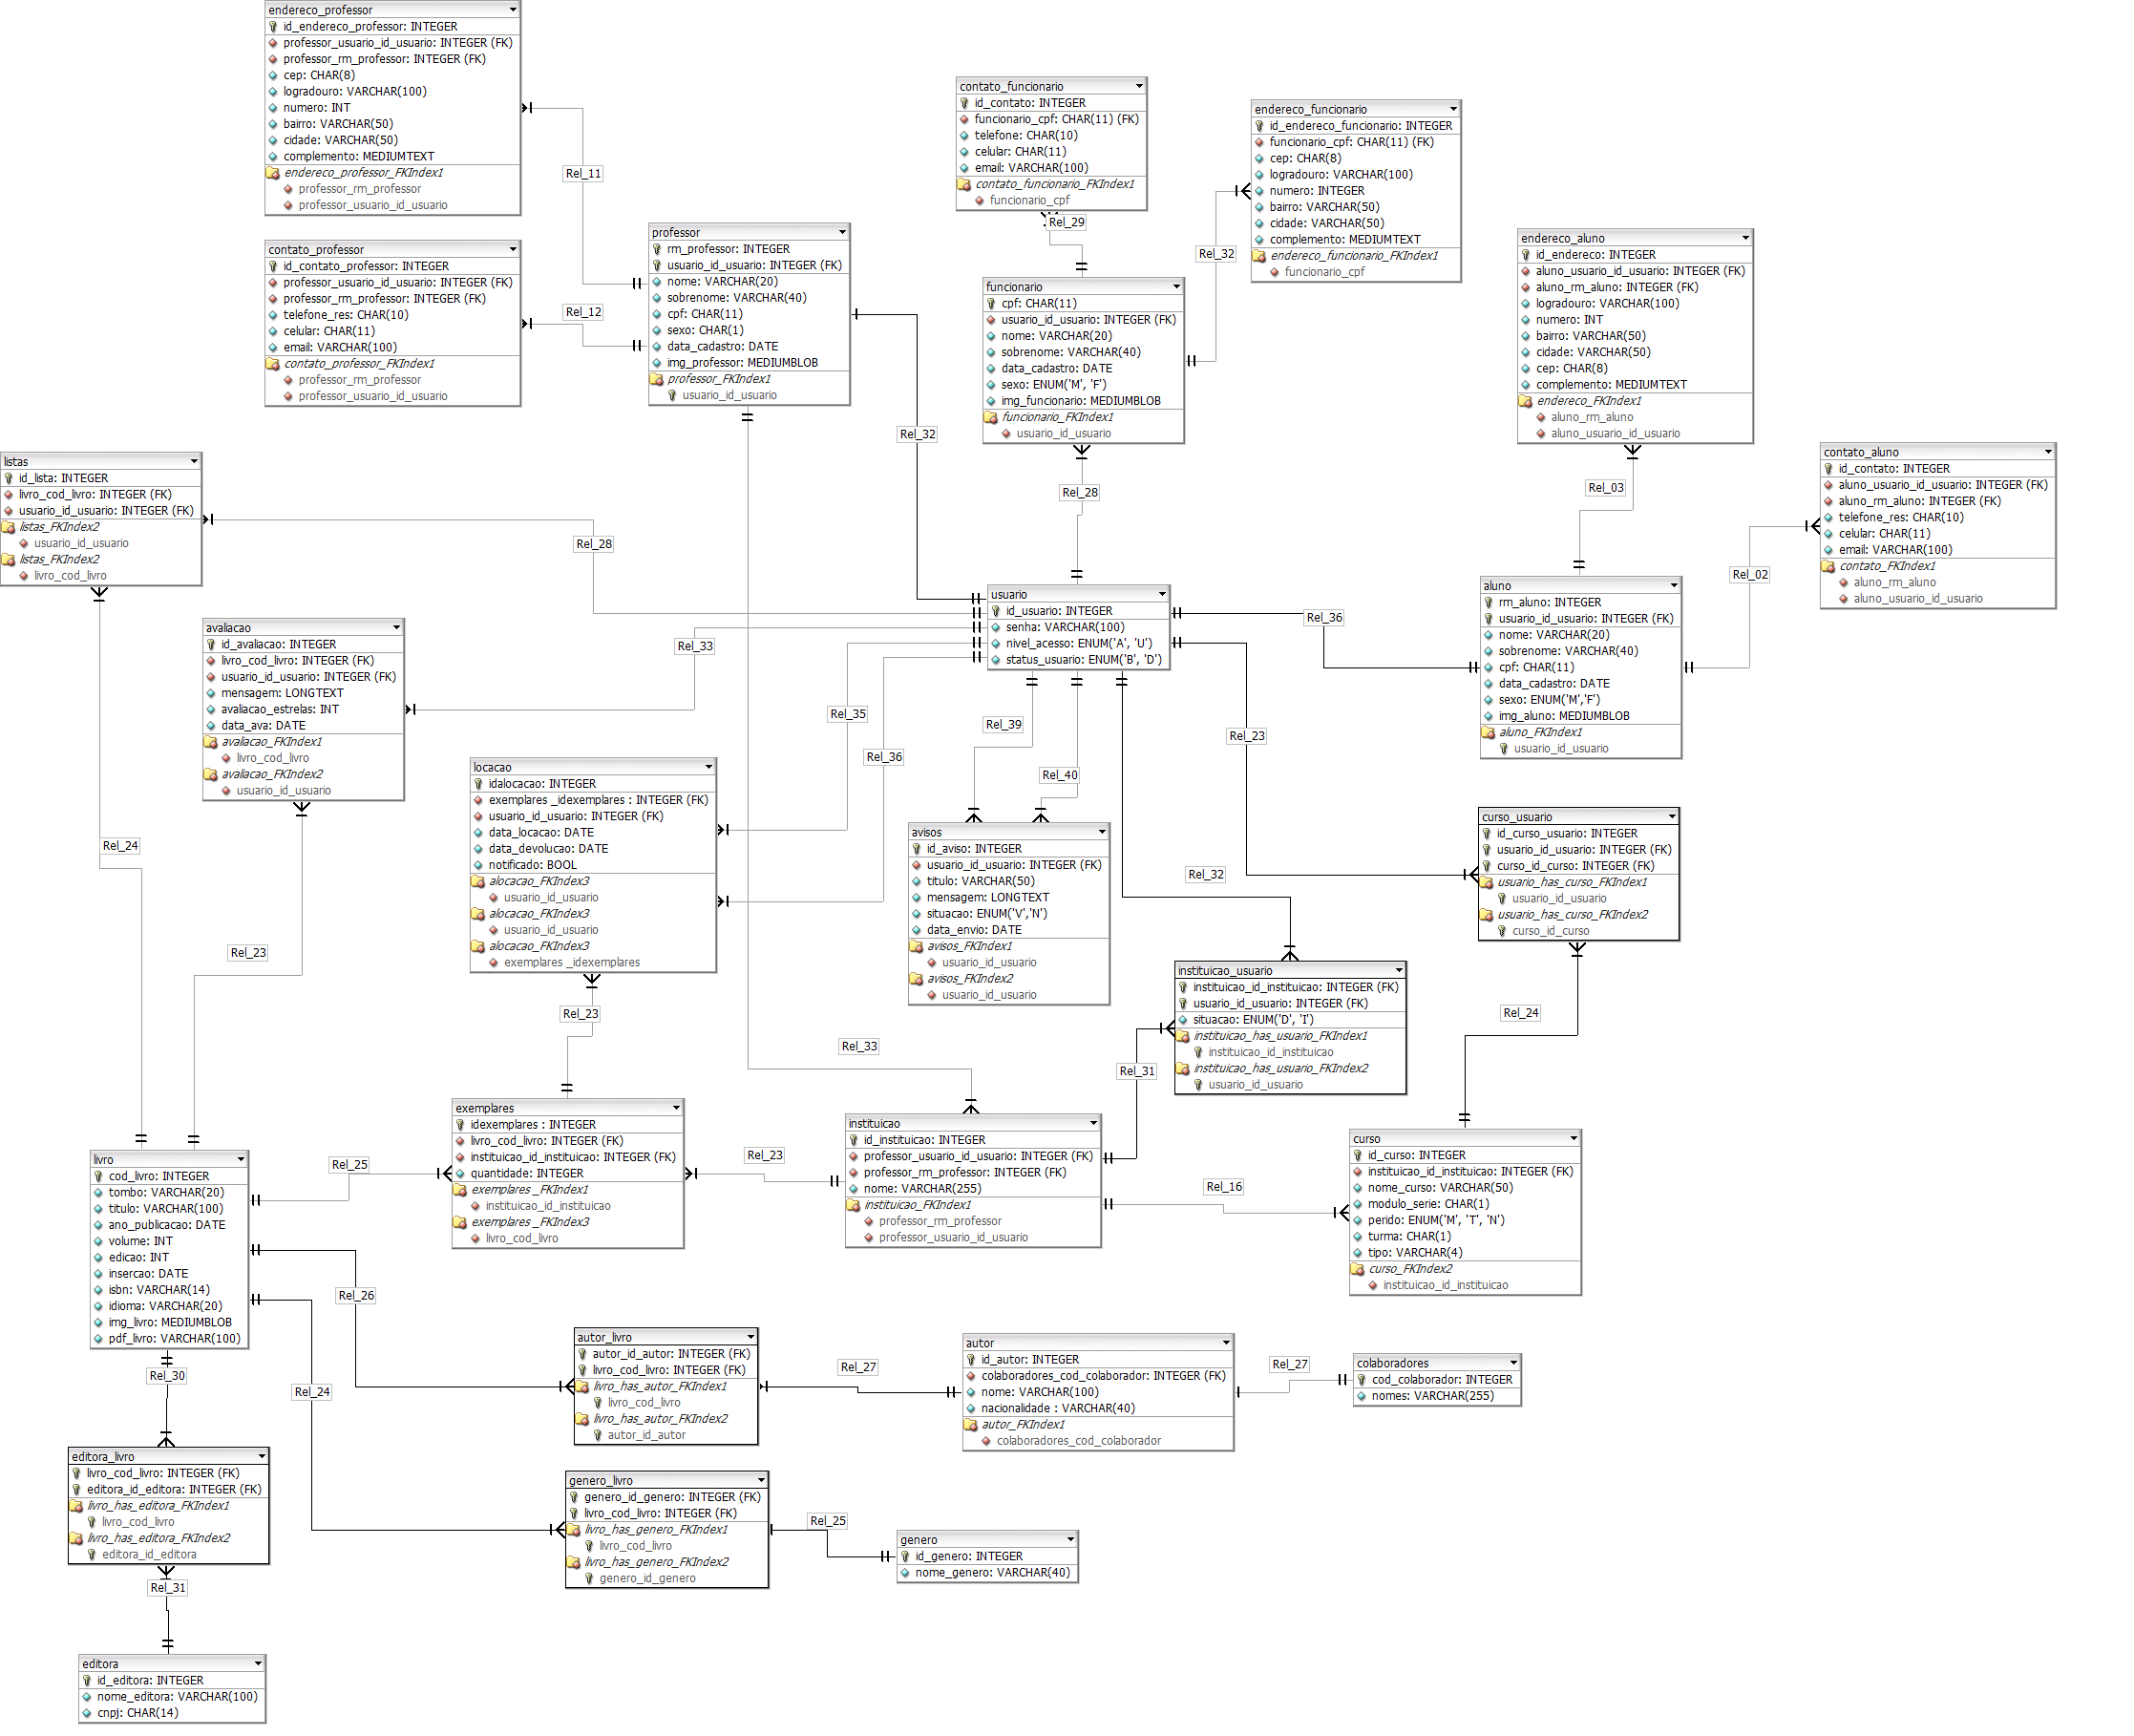 endereco_professor
id_endereco_professor: INTEGER
professor_usuario_id_usuario: INTEGER (FK)
professor_rm_professor: INTEGER (FK)
cep: CHAR(8)
logradouro: VARCHAR(100)
numero: INT
bairro: VARCHAR(50)
cidade: VARCHAR(50)
complemento: MEDIUMTEXT
endereco_professor_FKIndex1
professor_rm_professor
professor_usuario_id_usuario
Rel_11
contato_professor
id_contato_professor: INTEGER
professor_usuario_id_usuario: INTEGER (FK)
professor_rm_professor: INTEGER (FK)
telefone_res: CHAR(10)
celular: CHAR(11)
email: VARCHAR(100)
contato_professor_FKIndex1
professor_rm_professor
professor_usuario_id_usuario
Rel_12
professor
rm_professor: INTEGER
usuario_id_usuario: INTEGER (FK)
nome: VARCHAR(20)
sobrenome: VARCHAR(40)
cpf: CHAR(11)
sexo: CHAR(1)
data_cadastro: DATE
img_professor: MEDIUMBLOB
professor_FKIndex1
usuario_id_usuario
Rel_32
contato_funcionario
id_contato: INTEGER
funcionario_cpf: CHAR(11) (FK)
telefone: CHAR(10)
celular: CHAR(11)
email: VARCHAR(100)
contato_funcionario_FKIndex1
funcionario_cpf
Rel_29
endereco_funcionario
id_endereco_funcionario: INTEGER
funcionario_cpf: CHAR(11) (FK)
cep: CHAR(8)
logradouro: VARCHAR(100)
numero: INTEGER
bairro: VARCHAR(50)
cidade: VARCHAR(50)
complemento: MEDIUMTEXT
endereco_funcionario_FKIndex1
funcionario_cpf
Rel_32
funcionario
cpf: CHAR(11)
usuario_id_usuario: INTEGER (FK)
nome: VARCHAR(20)
sobrenome: VARCHAR(40)
data_cadastro: DATE
sexo: ENUM('M', 'F')
img_funcionario: MEDIUMBLOB
funcionario_FKIndex1
usuario_id_usuario
Rel_28
endereco_aluno
id_endereco: INTEGER
aluno_usuario_id_usuario: INTEGER (FK)
aluno_rm_aluno: INTEGER (FK)
logradouro: VARCHAR(100)
numero: INT
bairro: VARCHAR(50)
cidade: VARCHAR(50)
cep: CHAR(8)
complemento: MEDIUMTEXT
endereco_FKIndex1
aluno_rm_aluno
aluno_usuario_id_usuario
Rel_03
contato_aluno
id_contato: INTEGER
aluno_usuario_id_usuario: INTEGER (FK)
aluno_rm_aluno: INTEGER (FK)
telefone_res: CHAR(10)
celular: CHAR(11)
email: VARCHAR(100)
contato_FKIndex1
aluno_rm_aluno
aluno_usuario_id_usuario
Rel_02
listas
id_lista: INTEGER
livro_cod_livro: INTEGER (FK)
usuario_id_usuario: INTEGER (FK)
listas_FKIndex2
usuario_id_usuario
listas_FKIndex2
livro_cod_livro
Rel_28
avaliacao
id_avaliacao: INTEGER
livro_cod_livro: INTEGER (FK)
usuario_id_usuario: INTEGER (FK)
mensagem: LONGTEXT
avaliacao_estrelas: INT
data_ava: DATE
avaliacao_FKIndex1
livro_cod_livro
avaliacao_FKIndex2
usuario_id_usuario
Rel_33
usuario
id_usuario: INTEGER
senha: VARCHAR(100)
nivel_acesso: ENUM('A', 'U')
status_usuario: ENUM('B', 'D')
Rel_36
aluno
rm_aluno: INTEGER
usuario_id_usuario: INTEGER (FK)
nome: VARCHAR(20)
sobrenome: VARCHAR(40)
cpf: CHAR(11)
data_cadastro: DATE
sexo: ENUM('M','F')
img_aluno: MEDIUMBLOB
aluno_FKIndex1
usuario_id_usuario
Rel_35
Rel_36
Rel_39
Rel_40
Rel_23
locacao
idalocacao: INTEGER
exemplares _idexemplares : INTEGER (FK)
usuario_id_usuario: INTEGER (FK)
data_locacao: DATE
data_devolucao: DATE
notificado: BOOL
alocacao_FKIndex3
usuario_id_usuario
alocacao_FKIndex3
usuario_id_usuario
alocacao_FKIndex3
exemplares _idexemplares
avisos
id_aviso: INTEGER
usuario_id_usuario: INTEGER (FK)
titulo: VARCHAR(50)
mensagem: LONGTEXT
situacao: ENUM('V','N')
data_envio: DATE
avisos_FKIndex1
usuario_id_usuario
avisos_FKIndex2
usuario_id_usuario
Rel_32
curso_usuario
id_curso_usuario: INTEGER
usuario_id_usuario: INTEGER (FK)
curso_id_curso: INTEGER (FK)
usuario_has_curso_FKIndex1
usuario_id_usuario
usuario_has_curso_FKIndex2
curso_id_curso
Rel_24
Rel_23
Rel_23
instituicao_usuario
instituicao_id_instituicao: INTEGER (FK)
usuario_id_usuario: INTEGER (FK)
situacao: ENUM('D', 'I')
instituicao_has_usuario_FKIndex1
instituicao_id_instituicao
instituicao_has_usuario_FKIndex2
usuario_id_usuario
Rel_24
Rel_33
Rel_31
exemplares
idexemplares : INTEGER
livro_cod_livro: INTEGER (FK)
instituicao_id_instituicao: INTEGER (FK)
quantidade: INTEGER
exemplares _FKIndex1
instituicao_id_instituicao
exemplares _FKIndex3
livro_cod_livro
Rel_25
Rel_23
instituicao
id_instituicao: INTEGER
professor_usuario_id_usuario: INTEGER (FK)
professor_rm_professor: INTEGER (FK)
nome: VARCHAR(255)
instituicao_FKIndex1
professor_rm_professor
professor_usuario_id_usuario
Rel_16
curso
id_curso: INTEGER
instituicao_id_instituicao: INTEGER (FK)
nome_curso: VARCHAR(50)
modulo_serie: CHAR(1)
perido: ENUM('M', 'T', 'N')
turma: CHAR(1)
tipo: VARCHAR(4)
curso_FKIndex2
instituicao_id_instituicao
livro
cod_livro: INTEGER
tombo: VARCHAR(20)
titulo: VARCHAR(100)
ano_publicacao: DATE
volume: INT
edicao: INT
insercao: DATE
isbn: VARCHAR(14)
idioma: VARCHAR(20)
img_livro: MEDIUMBLOB
pdf_livro: VARCHAR(100)
Rel_26
Rel_30
Rel_24
autor_livro
autor_id_autor: INTEGER (FK)
livro_cod_livro: INTEGER (FK)
livro_has_autor_FKIndex1
livro_cod_livro
livro_has_autor_FKIndex2
autor_id_autor
Rel_27
autor
id_autor: INTEGER
colaboradores_cod_colaborador: INTEGER (FK)
nome: VARCHAR(100)
nacionalidade : VARCHAR(40)
autor_FKIndex1
colaboradores_cod_colaborador
Rel_27
colaboradores
cod_colaborador: INTEGER
nomes: VARCHAR(255)
editora_livro
livro_cod_livro: INTEGER (FK)
editora_id_editora: INTEGER (FK)
livro_has_editora_FKIndex1
livro_cod_livro
livro_has_editora_FKIndex2
editora_id_editora
Rel_31
genero_livro
genero_id_genero: INTEGER (FK)
livro_cod_livro: INTEGER (FK)
livro_has_genero_FKIndex1
livro_cod_livro
livro_has_genero_FKIndex2
genero_id_genero
Rel_25
genero
id_genero: INTEGER
nome_genero: VARCHAR(40)
editora
id_editora: INTEGER
nome_editora: VARCHAR(100)
cnpj: CHAR(14)